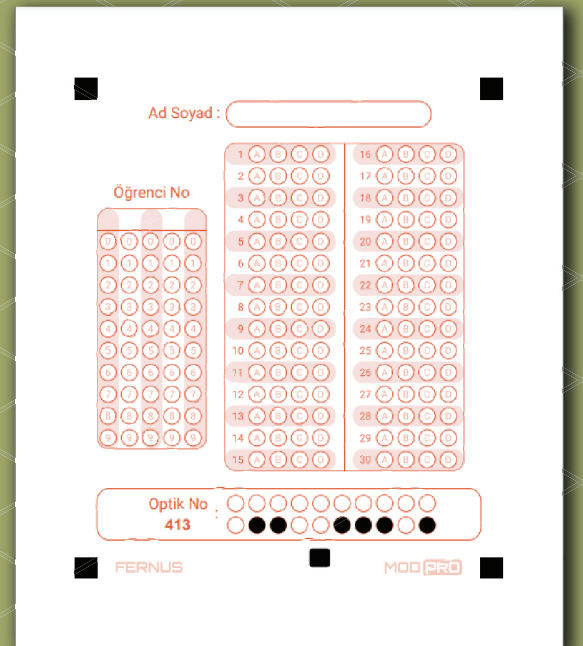 Ad Soyad :
Öğrenci No
0 0 0 0 0
1 1 1 1 1
2 2 2 2 2
3 3 3 3 3
4 4 4 4 4
5 5 5 5 5
6 6 6 6 6
7 7 7 7 7
8 8 8 8 8
9 9 9 9 9
1 A B C D
2 A B C D
3 A B C D
4 A B C D
5 A B C D
6 A B C D
7 A B C D
8 A B C D
9 A B C D
10 A B C D
11 A B C D
12 A B C D
13 A B C D
14 A B C D
15 A B C D
16 A B C D
17 A B C D
18 A B C D
19 A B C D
20 A B C D
21 A B C D
22 A B C D
23 A B C D
24 A B C D
25 A B C D
26 A B C D
27 A B C D
28 A B C D
29 A B C D
30 A B C D
Optik No :
413
FERNUS
MOD PRO